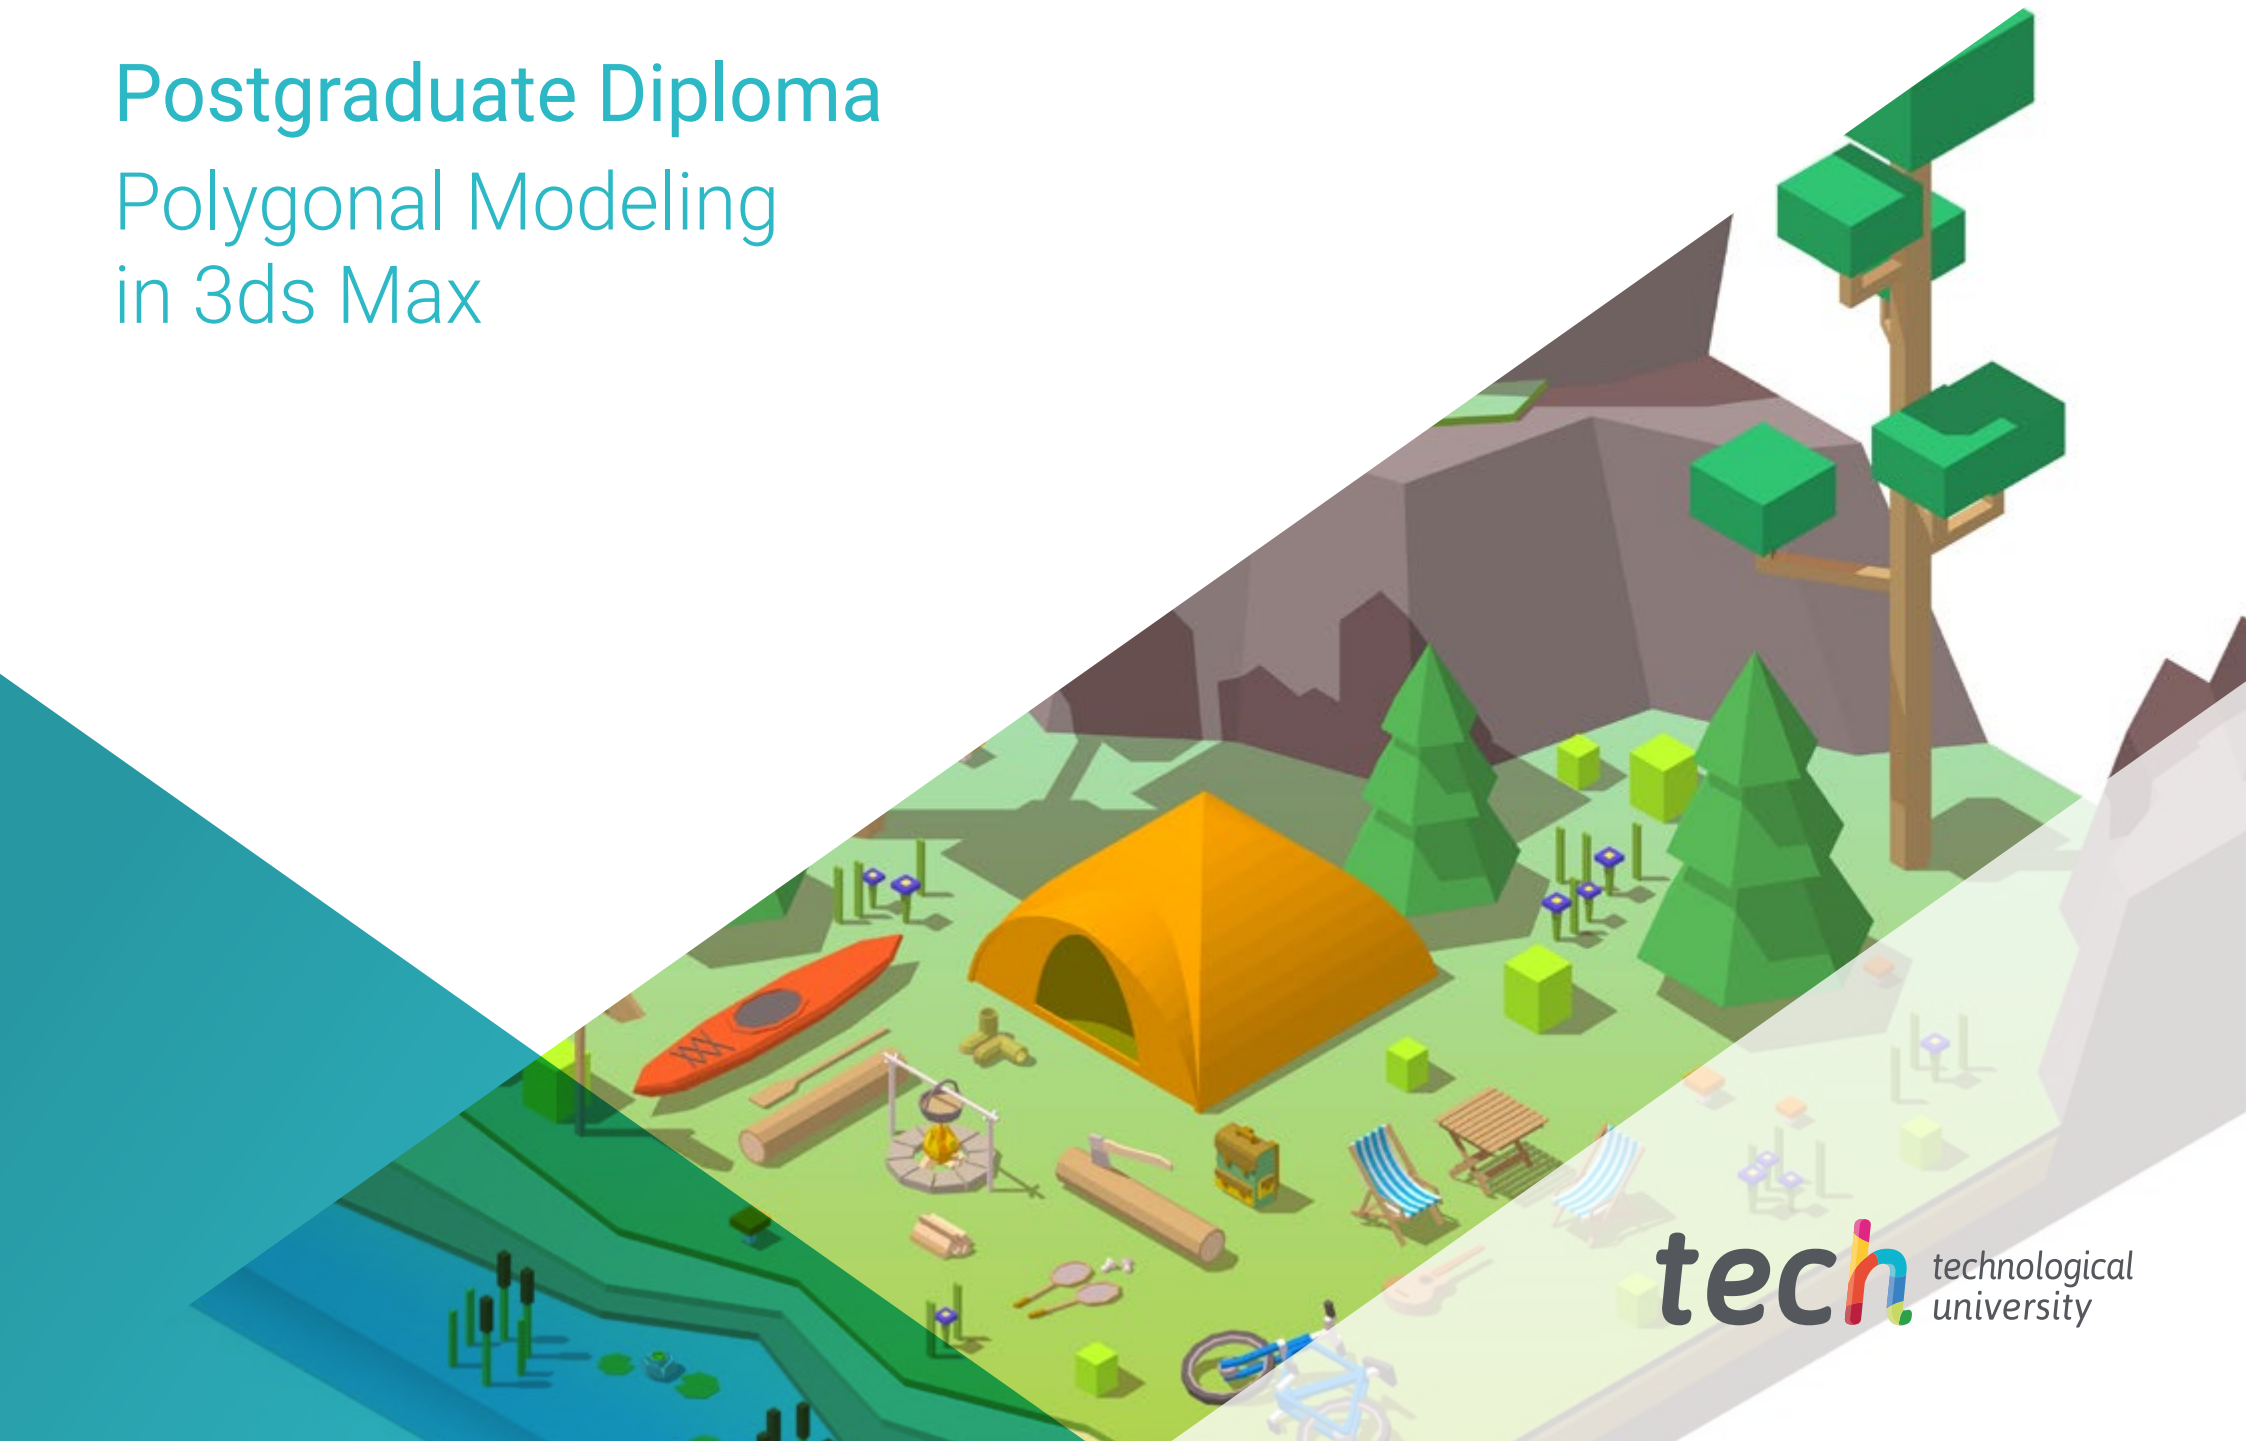 Postgraduate Diploma
Polygonal Modeling
in 3ds Max
tech technological
university